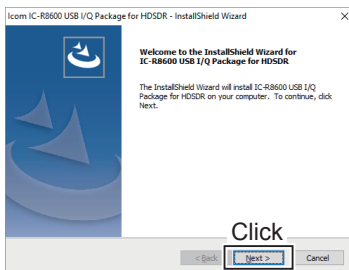 Icom IC-R8600 USB I/Q Package for HDSDR - InstallShield Wizard
Welcome to the InstallShield Wizard for
IC-R8600 USB I/Q Package for HDSDR
The InstallShield Wizard will install IC-R8600 USB I/Q
Package for HDSDR on your computer. To continue, click
Next.
Click
< Back Next > Cancel